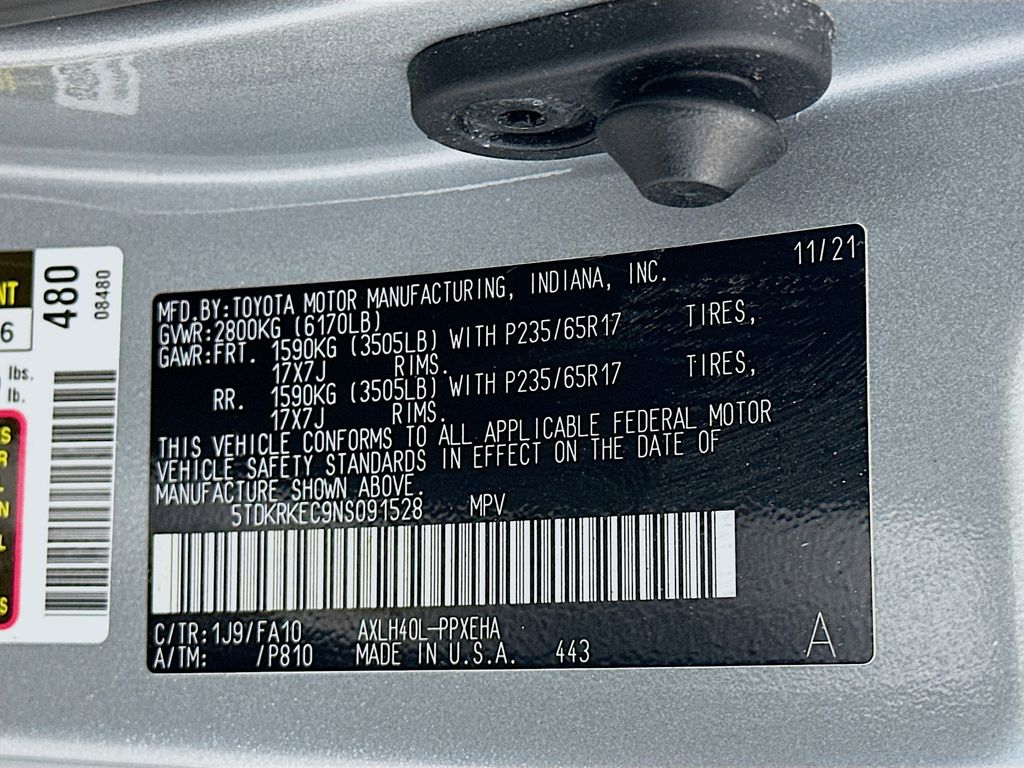 11/21
MFD.BY:TOYOTA MOTOR MANUFACTURING, INDIANA, INC.
GVWR:2800KG (6170LB)
GAWR:FRT. 1590KG (3505LB) WITH P235/65R17 TIRES,
17X7J RIMS.
RR. 1590KG (3505LB) WITH P235/65R17 TIRES,
17X7J RIMS.
THIS VEHICLE CONFORMS TO ALL APPLICABLE FEDERAL MOTOR
VEHICLE SAFETY STANDARDS IN EFFECT ON THE DATE OF
MANUFACTURE SHOWN ABOVE.
5TDKRKEC9NS091528 MPV
C/TR:1J9/FA10 AXLH40L-PPXEHA
A/TM: /P810 MADE IN U.S.A. 443
A
480
08480
NT
6
lbs.
lb.
S
R
L
N
L
S